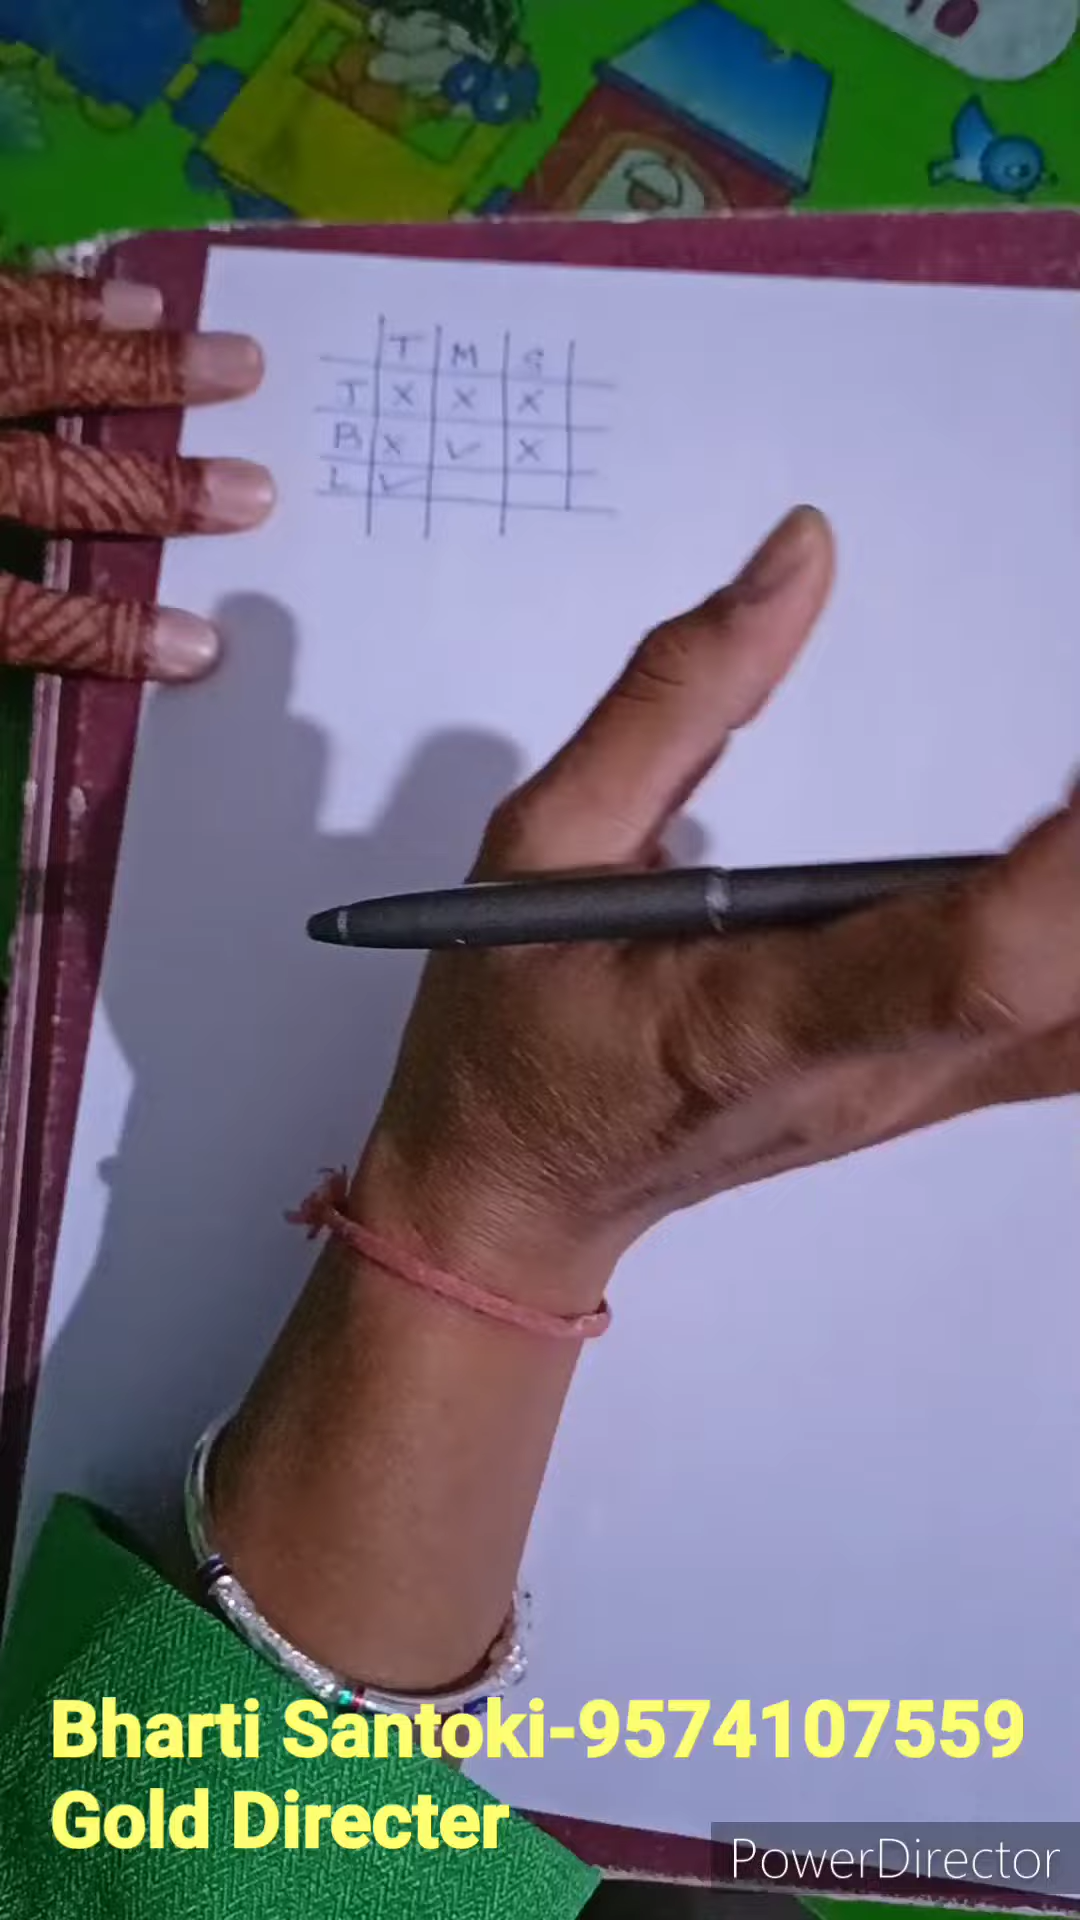 T M S
J X X X
B X ✓ X
L ✓
Bharti Santoki-9574107559
Gold Directer
PowerDirector